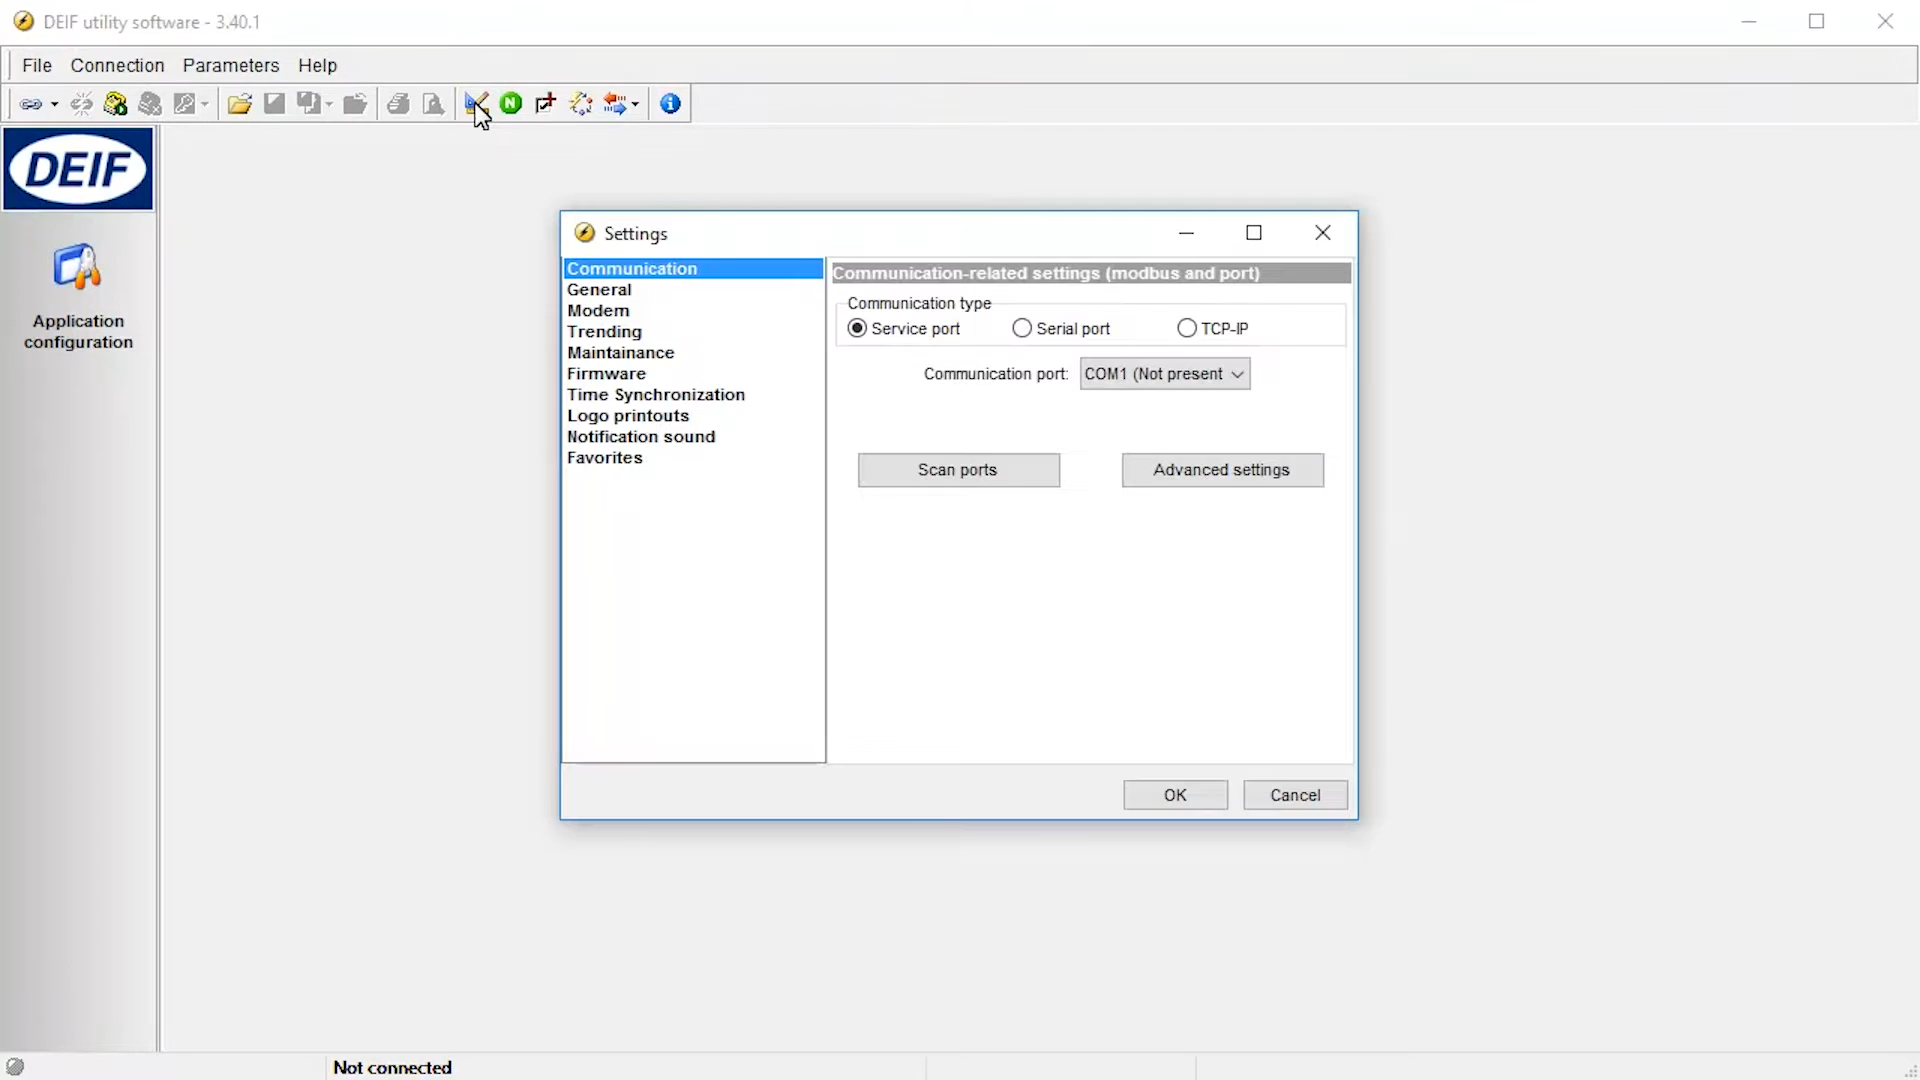 DEIF utility software - 3.40.1
File Connection Parameters Help
N
i
DEIF
Application
configuration
Settings
Communication
General
Modem
Trending
Maintainance
Firmware
Time Synchronization
Logo printouts
Notification sound
Favorites
Communication-related settings (modbus and port)
Communication type
Service port Serial port TCP-IP
Communication port: COM1 (Not present
Scan ports Advanced settings
OK Cancel
Not connected